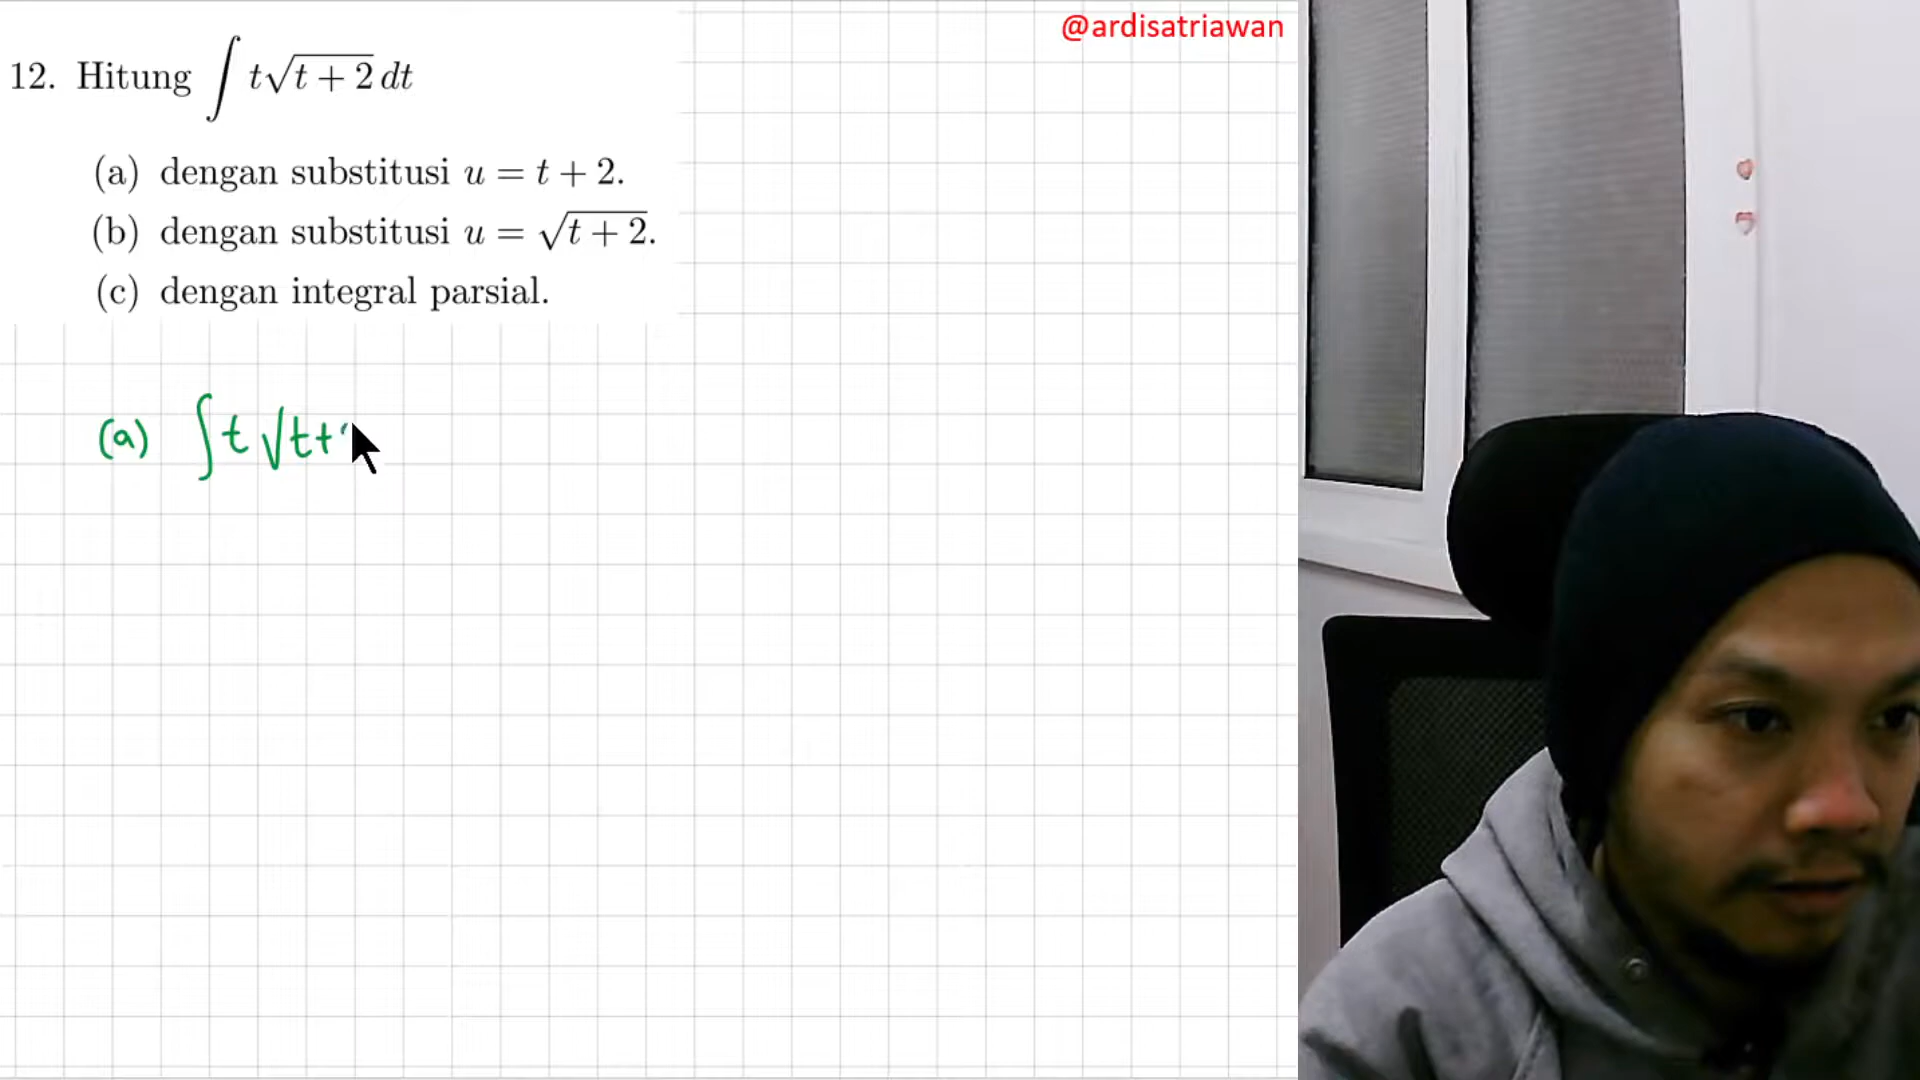 @ardisatriawan
12. Hitung ∫ t√(t + 2) dt
(a) dengan substitusi u = t + 2.
(b) dengan substitusi u = √(t + 2).
(c) dengan integral parsial.
(a) ∫ t √t+